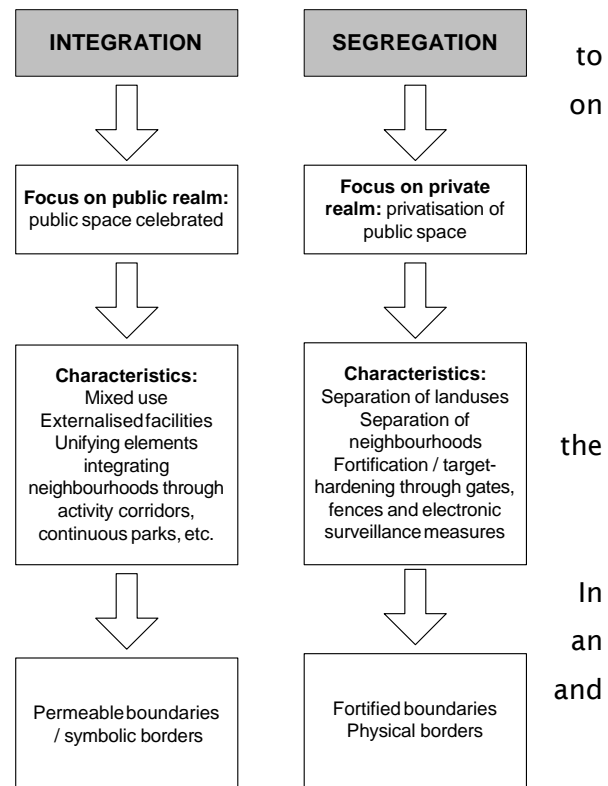 INTEGRATION
Focus on public realm:
public space celebrated
Characteristics:
Mixed use
Externalised facilities
Unifying elements
integrating
neighbourhoods through
activity corridors,
continuous parks, etc.
Permeable boundaries
/ symbolic borders
SEGREGATION
Focus on private
realm: privatisation of
public space
Characteristics:
Separation of landuses
Separation of
neighbourhoods
Fortification / target-
hardening through gates,
fences and electronic
surveillance measures
Fortified boundaries
Physical borders
to
on
the
In
an
and